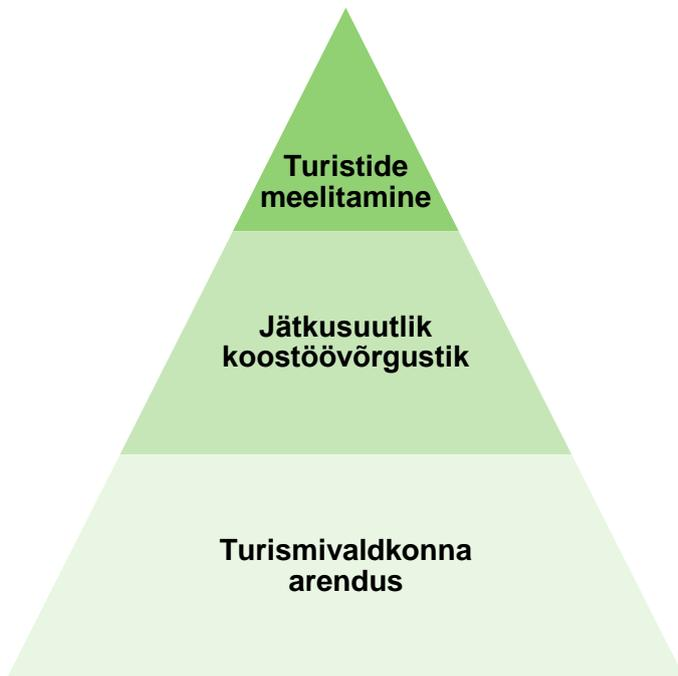 Turistide
meelitamine
Jätkusuutlik
koostöövõrgustik
Turismivaldkonna
arendus